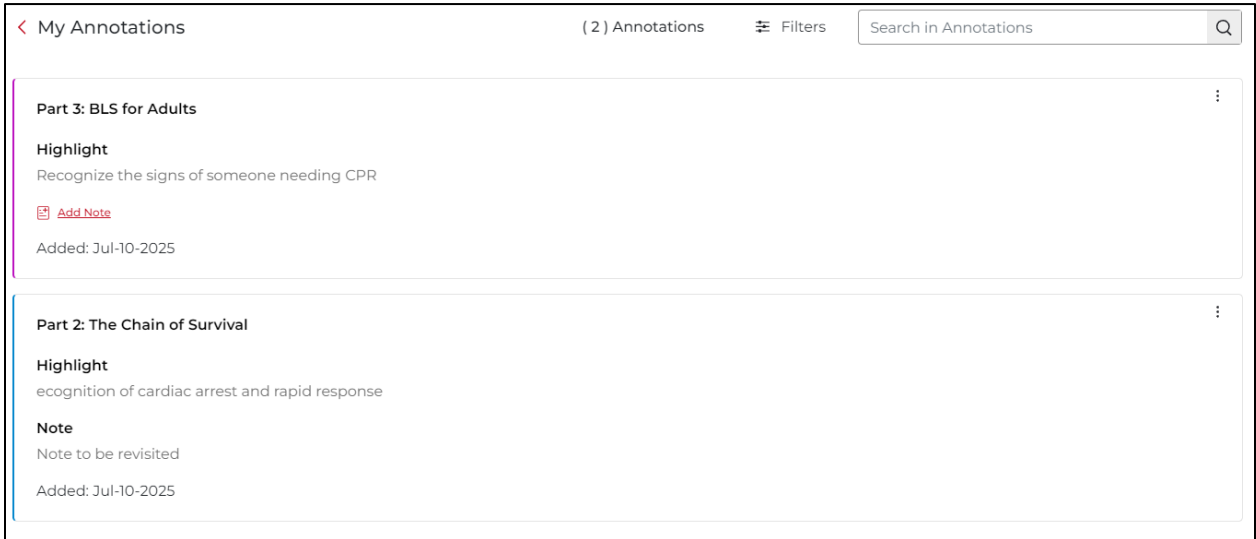 My Annotations
( 2 ) Annotations
Filters
Search in Annotations
Part 3: BLS for Adults
Highlight
Recognize the signs of someone needing CPR
Add Note
Added: Jul-10-2025
Part 2: The Chain of Survival
Highlight
ecognition of cardiac arrest and rapid response
Note
Note to be revisited
Added: Jul-10-2025